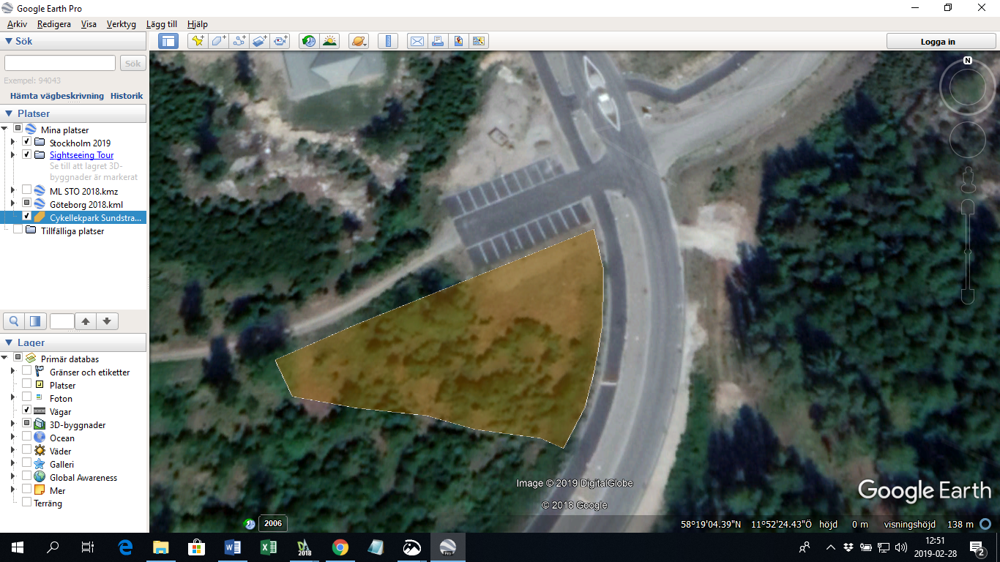 Google Earth Pro
Arkiv Redigera Visa Verktyg Lägg till Hjälp
Logga in
Sök
Sök
Exempel: 94043
Hämta vägbeskrivning Historik
Platser
Mina platser
Stockholm 2019
Sightseeing Tour
Se till att lagret 3D-
byggnader är markerat
ML STO 2018.kmz
Göteborg 2018.kml
Cykellekpark Sundstra...
Tillfälliga platser
Lager
Primär databas
Gränser och etiketter
Platser
Foton
Vägar
3D-byggnader
Ocean
Väder
Galleri
Global Awareness
Mer
Terräng
N
Image © 2019 DigitalGlobe
© 2018 Google
Google Earth
2006
58°19'04.39"N 11°52'24.43"Ö höjd 0 m visningshöjd 138 m
2018
Pro
12:51
2019-02-28
2